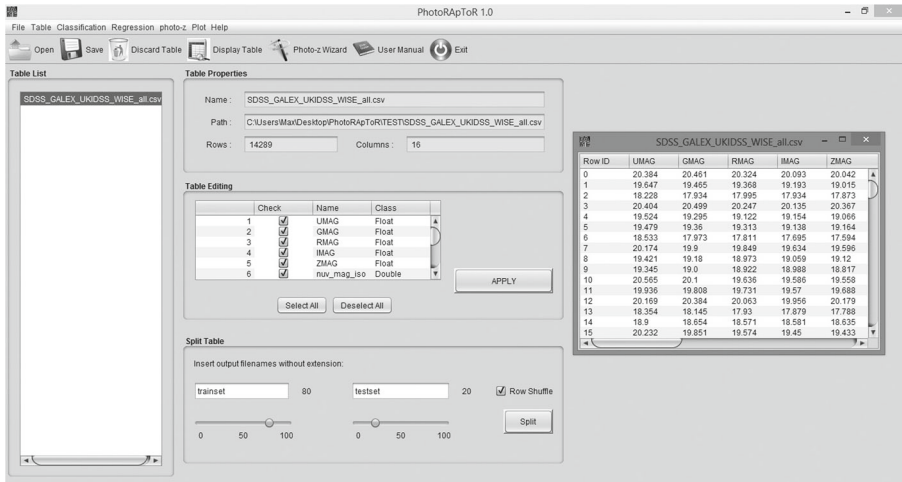 PhotoRApToR 1.0
File Table Classification Regression photo-z Plot Help
Open Save Discard Table Display Table Photo-z Wizard User Manual Exit
Table List
SDSS_GALEX_UKIDSS_WISE_all.csv
Table Properties
Name : SDSS_GALEX_UKIDSS_WISE_all.csv
Path : C:\Users\Max\Desktop\PhotoRApToR\TEST\SDSS_GALEX_UKIDSS_WISE_all.csv
Rows : 14289 Columns : 16
Table Editing
Check Name Class
1 UMAG Float
2 GMAG Float
3 RMAG Float
4 IMAG Float
5 ZMAG Float
6 nuv_mag_iso Double
APPLY
Select All Deselect All
Split Table
Insert output filenames without extension:
trainset 80 testset 20 Row Shuffle
0 50 100 0 50 100
Split
SDSS_GALEX_UKIDSS_WISE_all.csv
Row ID UMAG GMAG RMAG IMAG ZMAG
0 20.384 20.461 20.324 20.093 20.042
1 19.647 19.465 19.368 19.193 19.015
2 18.228 17.934 17.995 17.934 17.873
3 20.404 20.499 20.247 20.135 20.367
4 19.524 19.295 19.122 19.154 19.066
5 19.479 19.36 19.313 19.138 19.164
6 18.533 17.973 17.811 17.695 17.594
7 20.174 19.9 19.849 19.634 19.596
8 19.421 19.18 18.973 19.059 19.12
9 19.345 19.0 18.922 18.988 18.817
10 20.565 20.1 19.636 19.586 19.558
11 19.936 19.808 19.731 19.57 19.688
12 20.169 20.384 20.063 19.956 20.179
13 18.354 18.145 17.93 17.879 17.788
14 18.9 18.654 18.571 18.581 18.635
15 20.232 19.851 19.574 19.45 19.433